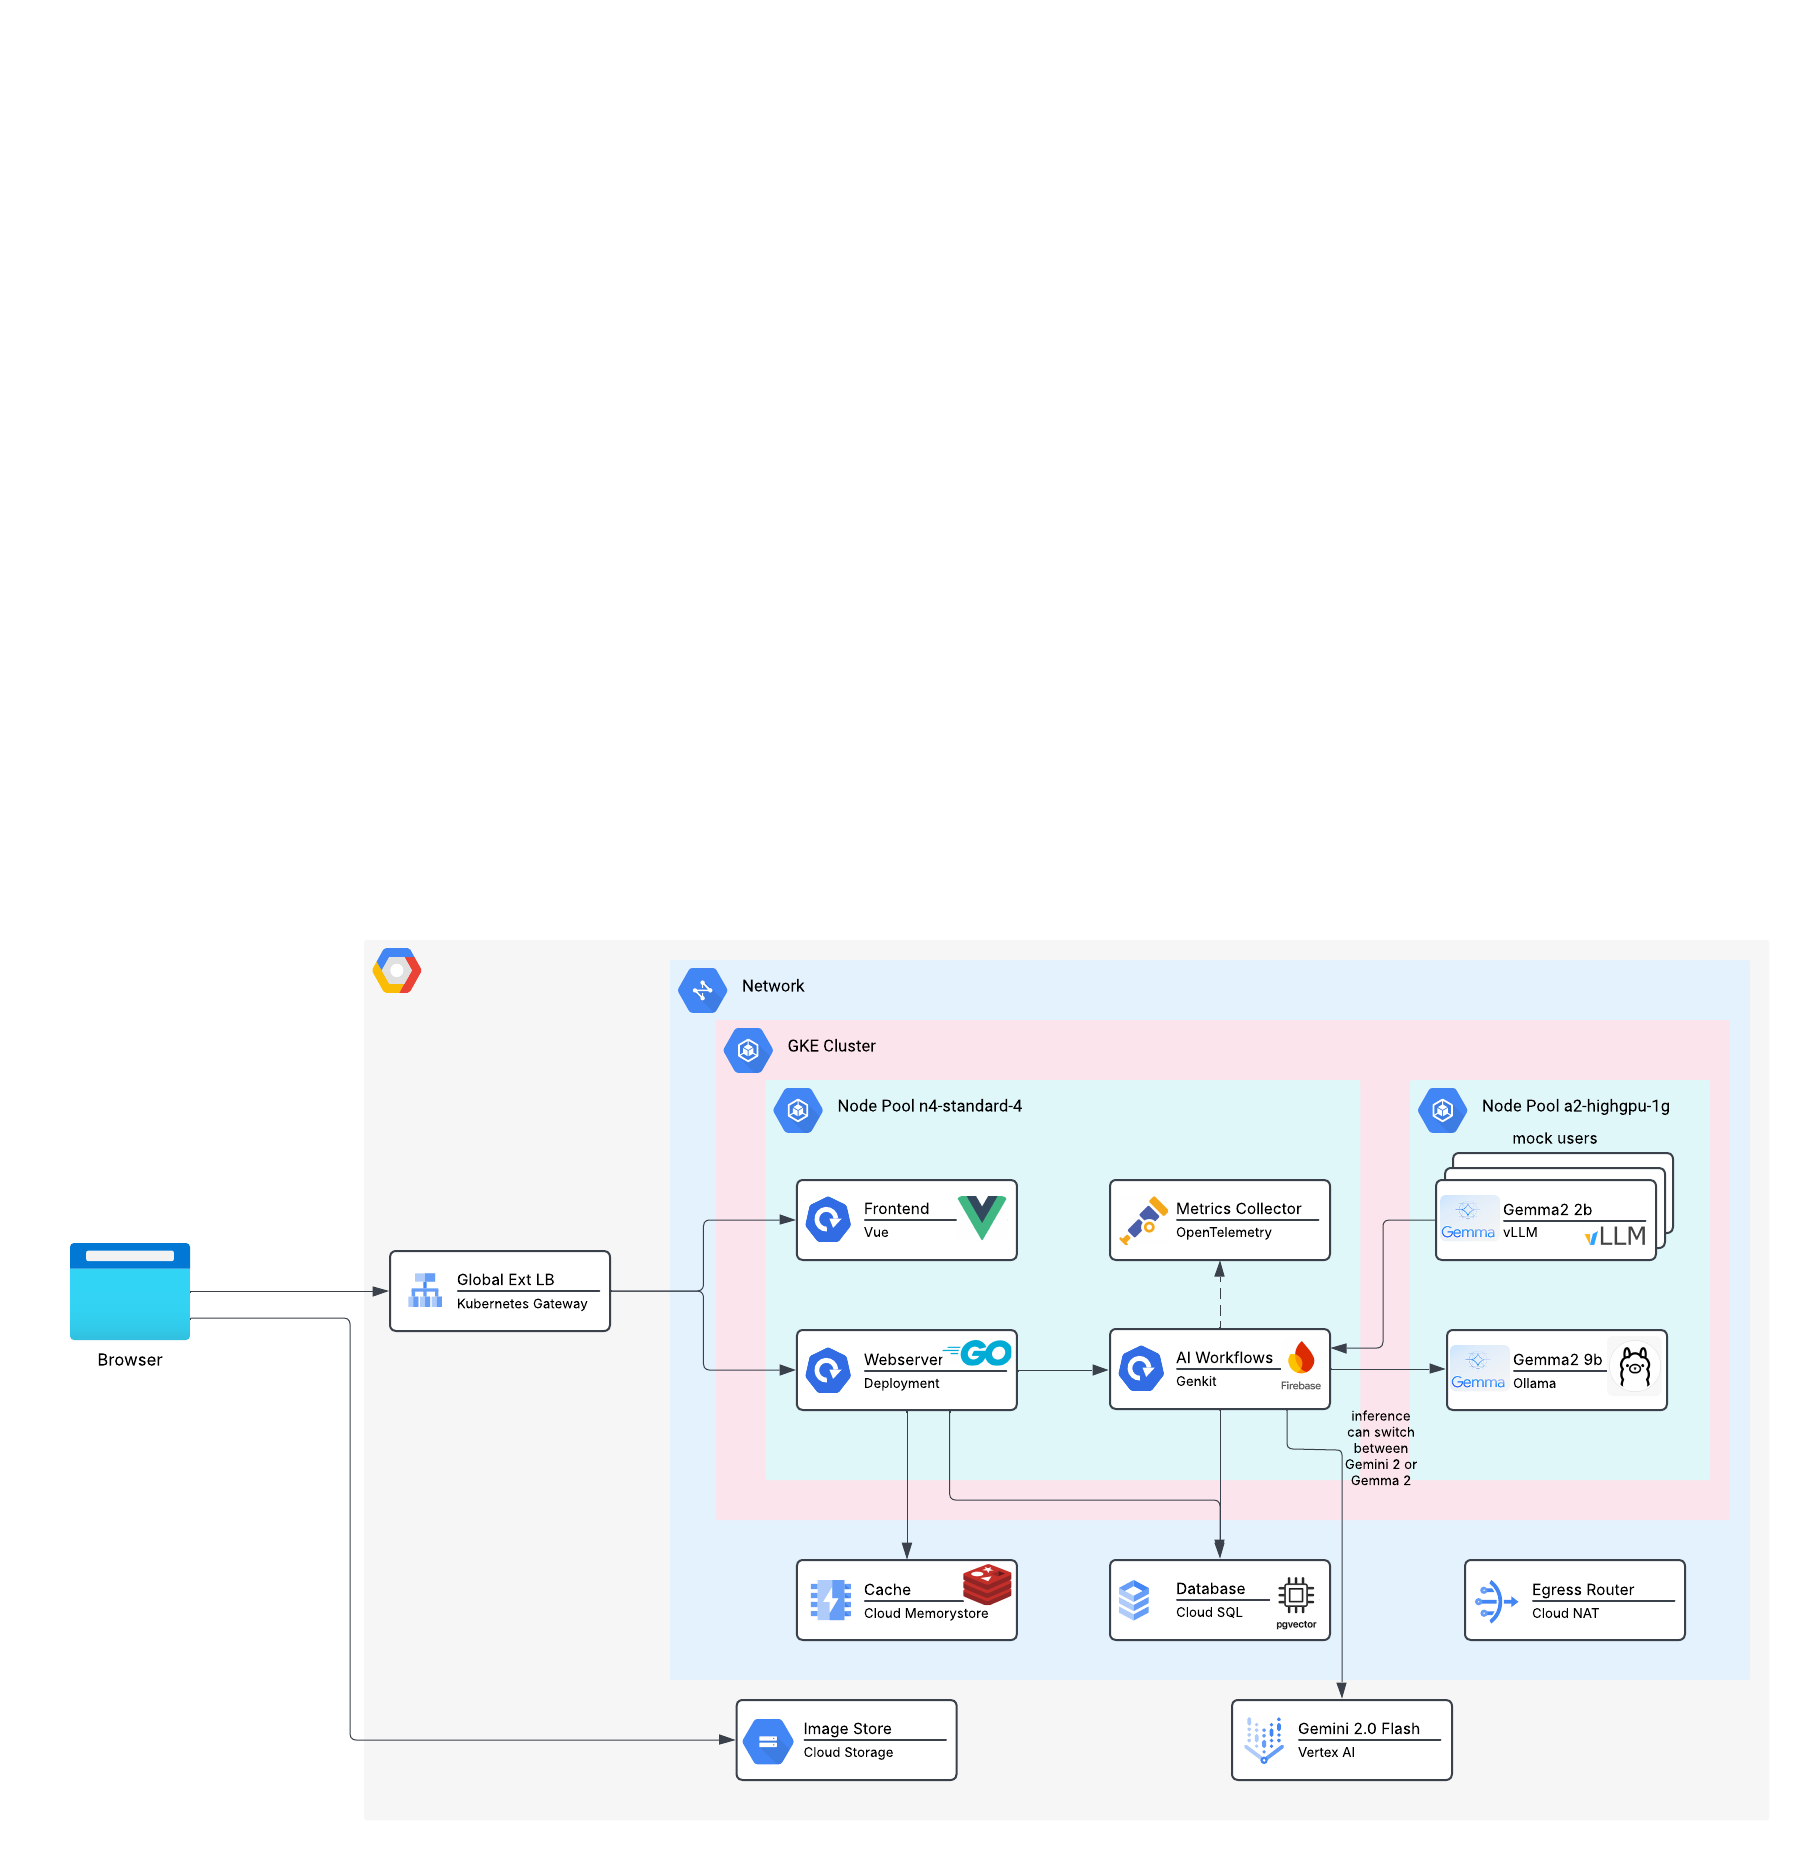 Network
GKE Cluster
Node Pool n4-standard-4
Node Pool a2-highgpu-1g
mock users
Frontend
Vue
Metrics Collector
OpenTelemetry
Gemma
Gemma2 2b
vLLM
vLLM
Browser
Global Ext LB
Kubernetes Gateway
Webserver
GO
Deployment
AI Workflows
Genkit
Firebase
Gemma
Gemma2 9b
Ollama
inference
can switch
between
Gemini 2 or
Gemma 2
Cache
Cloud Memorystore
Database
Cloud SQL
pgvector
Egress Router
Cloud NAT
Image Store
Cloud Storage
Gemini 2.0 Flash
Vertex AI